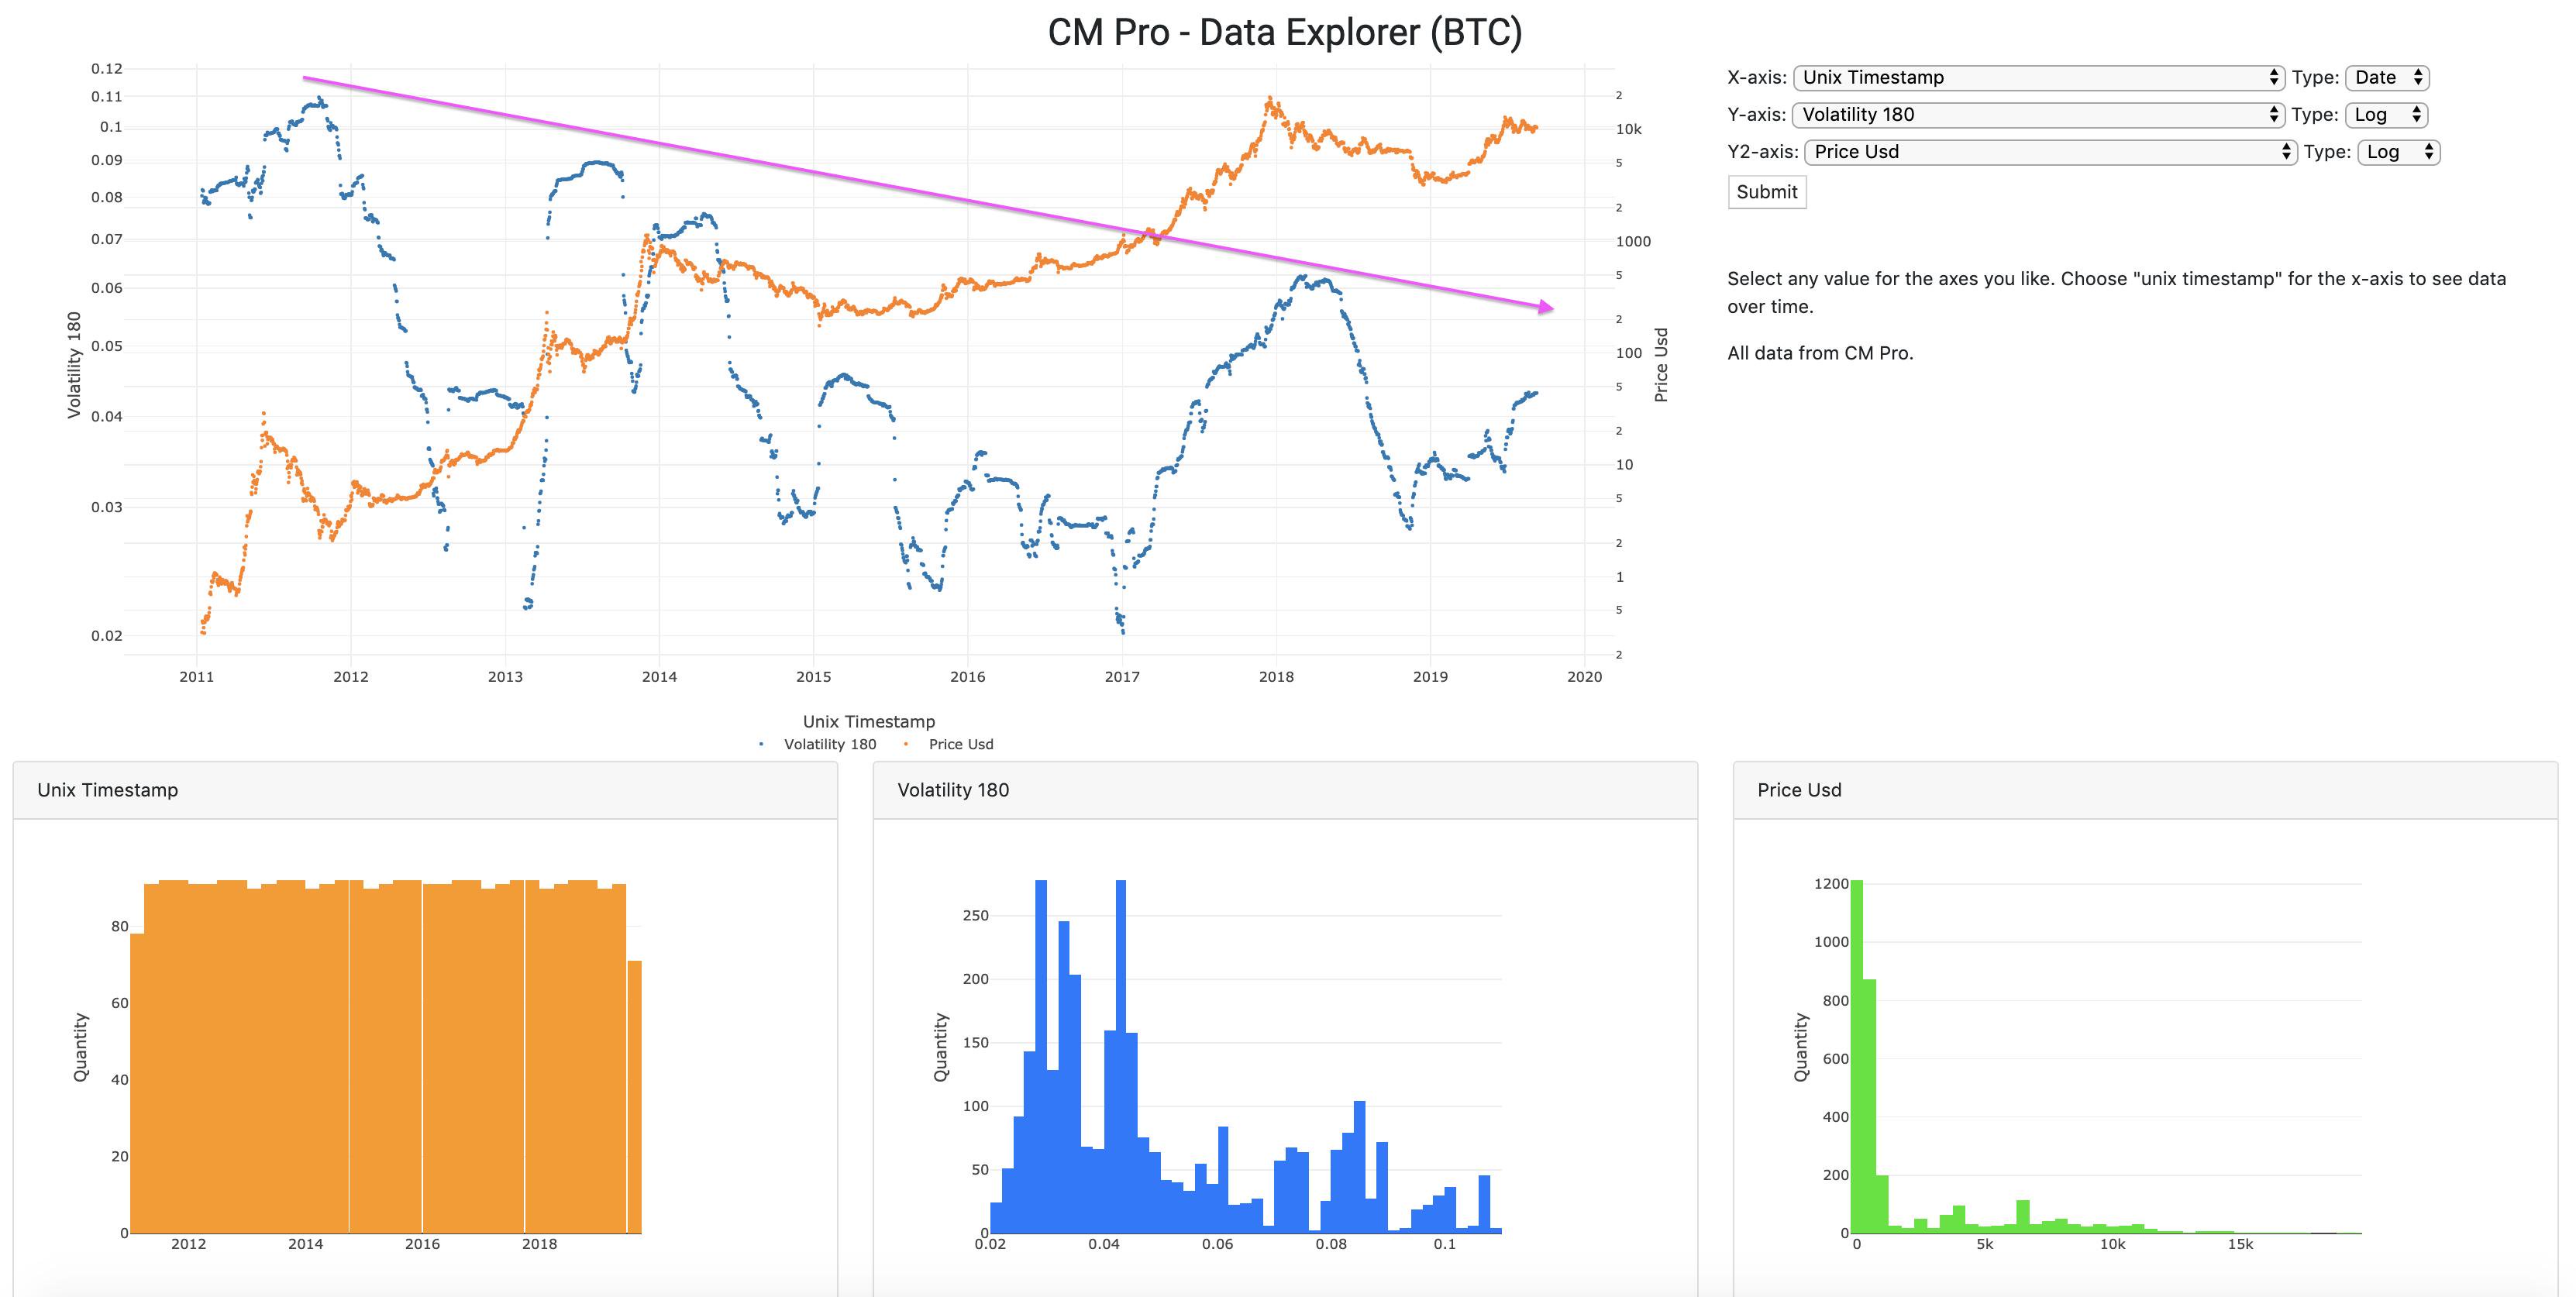 CM Pro - Data Explorer (BTC)
0.12
0.11
0.1
0.09
0.08
0.07
0.06
0.05
0.04
0.03
0.02
Volatility 180
2
10k
5
2
1000
5
2
100
5
2
10
5
2
1
5
2
Price Usd
2011 2012 2013 2014 2015 2016 2017 2018 2019 2020
Unix Timestamp
Volatility 180 Price Usd
X-axis: Unix Timestamp Type: Date
Y-axis: Volatility 180 Type: Log
Y2-axis: Price Usd Type: Log
Submit
Select any value for the axes you like. Choose "unix timestamp" for the x-axis to see data
over time.
All data from CM Pro.
Unix Timestamp
80
60
40
20
0
Quantity
2012 2014 2016 2018
Volatility 180
250
200
150
100
50
0
Quantity
0.02 0.04 0.06 0.08 0.1
Price Usd
1200
1000
800
600
400
200
0
Quantity
0 5k 10k 15k